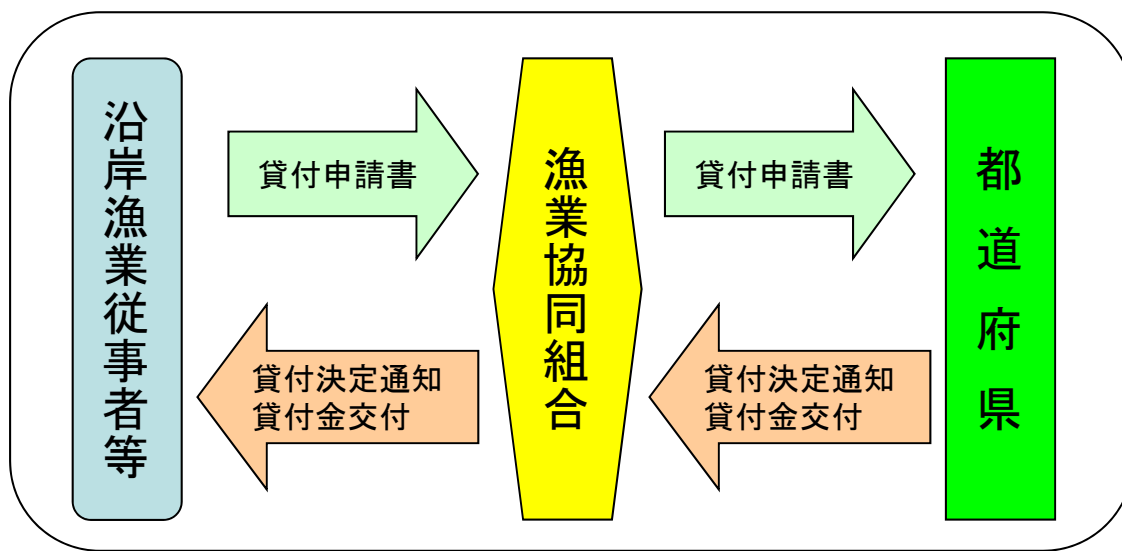 沿岸漁業従事者等
貸付申請書
漁業協同組合
貸付申請書
都道府県
貸付決定通知
貸付金交付
貸付決定通知
貸付金交付